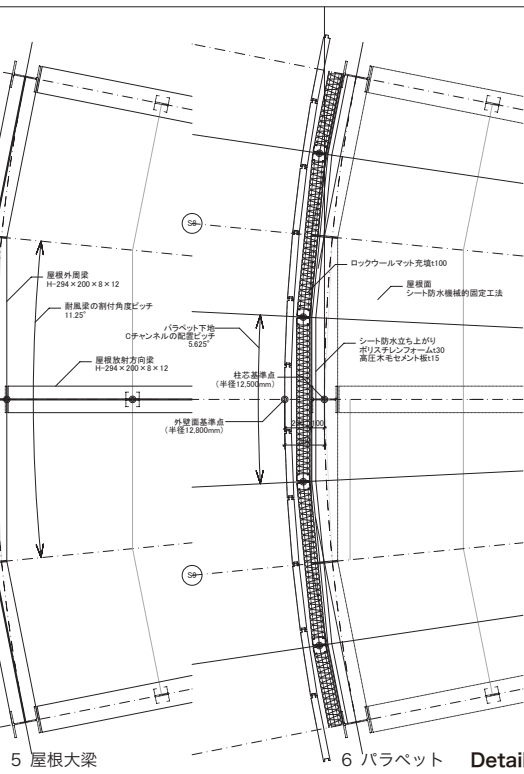 S8
ロックウールマット充填t100
屋根外周梁
H-294×200×8×12
屋根面
シート防水機械的固定工法
耐風梁の割付角度ピッチ
11.25°
パラペット下地
Cチャンネルの配置ピッチ
5.625°
シート防水立ち上がり
ポリスチレンフォームt30
高圧木毛セメント板t15
屋根放射方向梁
H-294×200×8×12
柱芯基準点
（半径12,500mm）
外壁面基準点
（半径12,800mm）
100
5 屋根大梁
6 パラペット
Detail